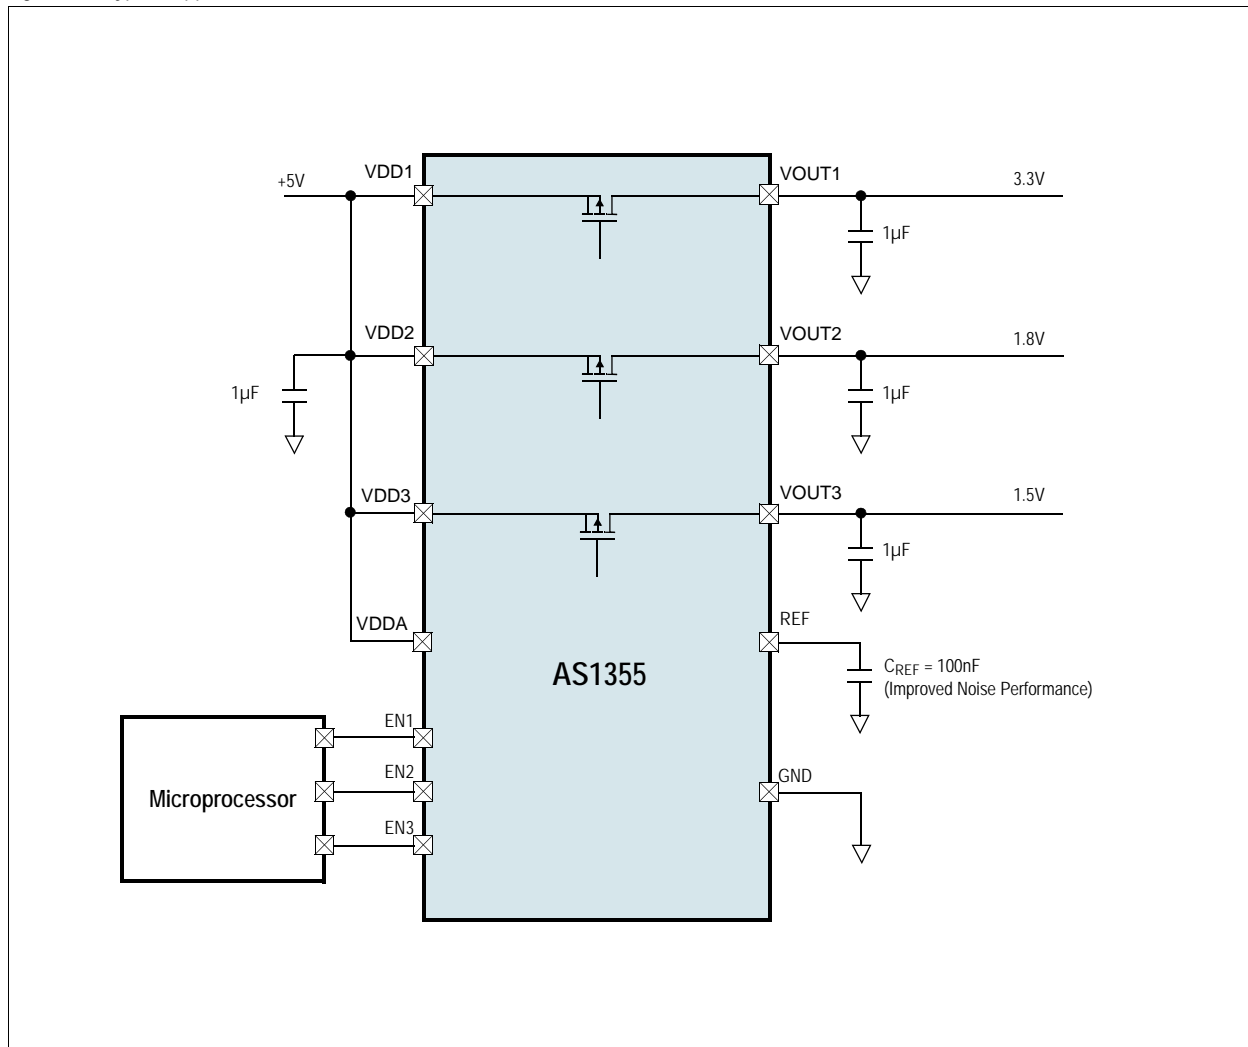 +5V
VDD1
VOUT1
3.3V
1µF
VDD2
VOUT2
1.8V
1µF
1µF
VDD3
VOUT3
1.5V
1µF
VDDA
REF
AS1355
CREF = 100nF
(Improved Noise Performance)
EN1
EN2
EN3
Microprocessor
GND